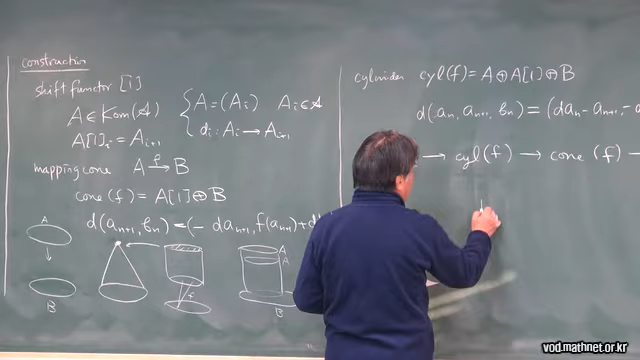 construction
shift functor [1]
A ∈ Kom(𝒜)
A[1]ᵢ = Aᵢ₊₁
{ A = (Aᵢ) Aᵢ ∈ 𝒜
dᵢ : Aᵢ → Aᵢ₊₁
mapping cone A →f B
cone (f) = A[1] ⊕ B
d(aₙ₊₁, bₙ) = (- daₙ₊₁, f(aₙ₊₁) + d
A
↓
B
f
A
A
B
cylinder cyl(f) = A ⊕ A[1] ⊕ B
d(aₙ, aₙ₊₁, bₙ) = (daₙ - aₙ₊₁, -
→ cyl(f) → cone (f) →
vod.mathnet.or.kr